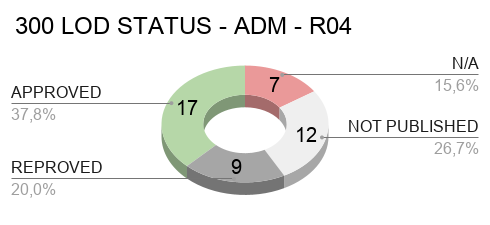 300 LOD STATUS - ADM - R04
N/A
15,6%
7
APPROVED
37,8%
17
NOT PUBLISHED
26,7%
12
REPROVED
20,0%
9